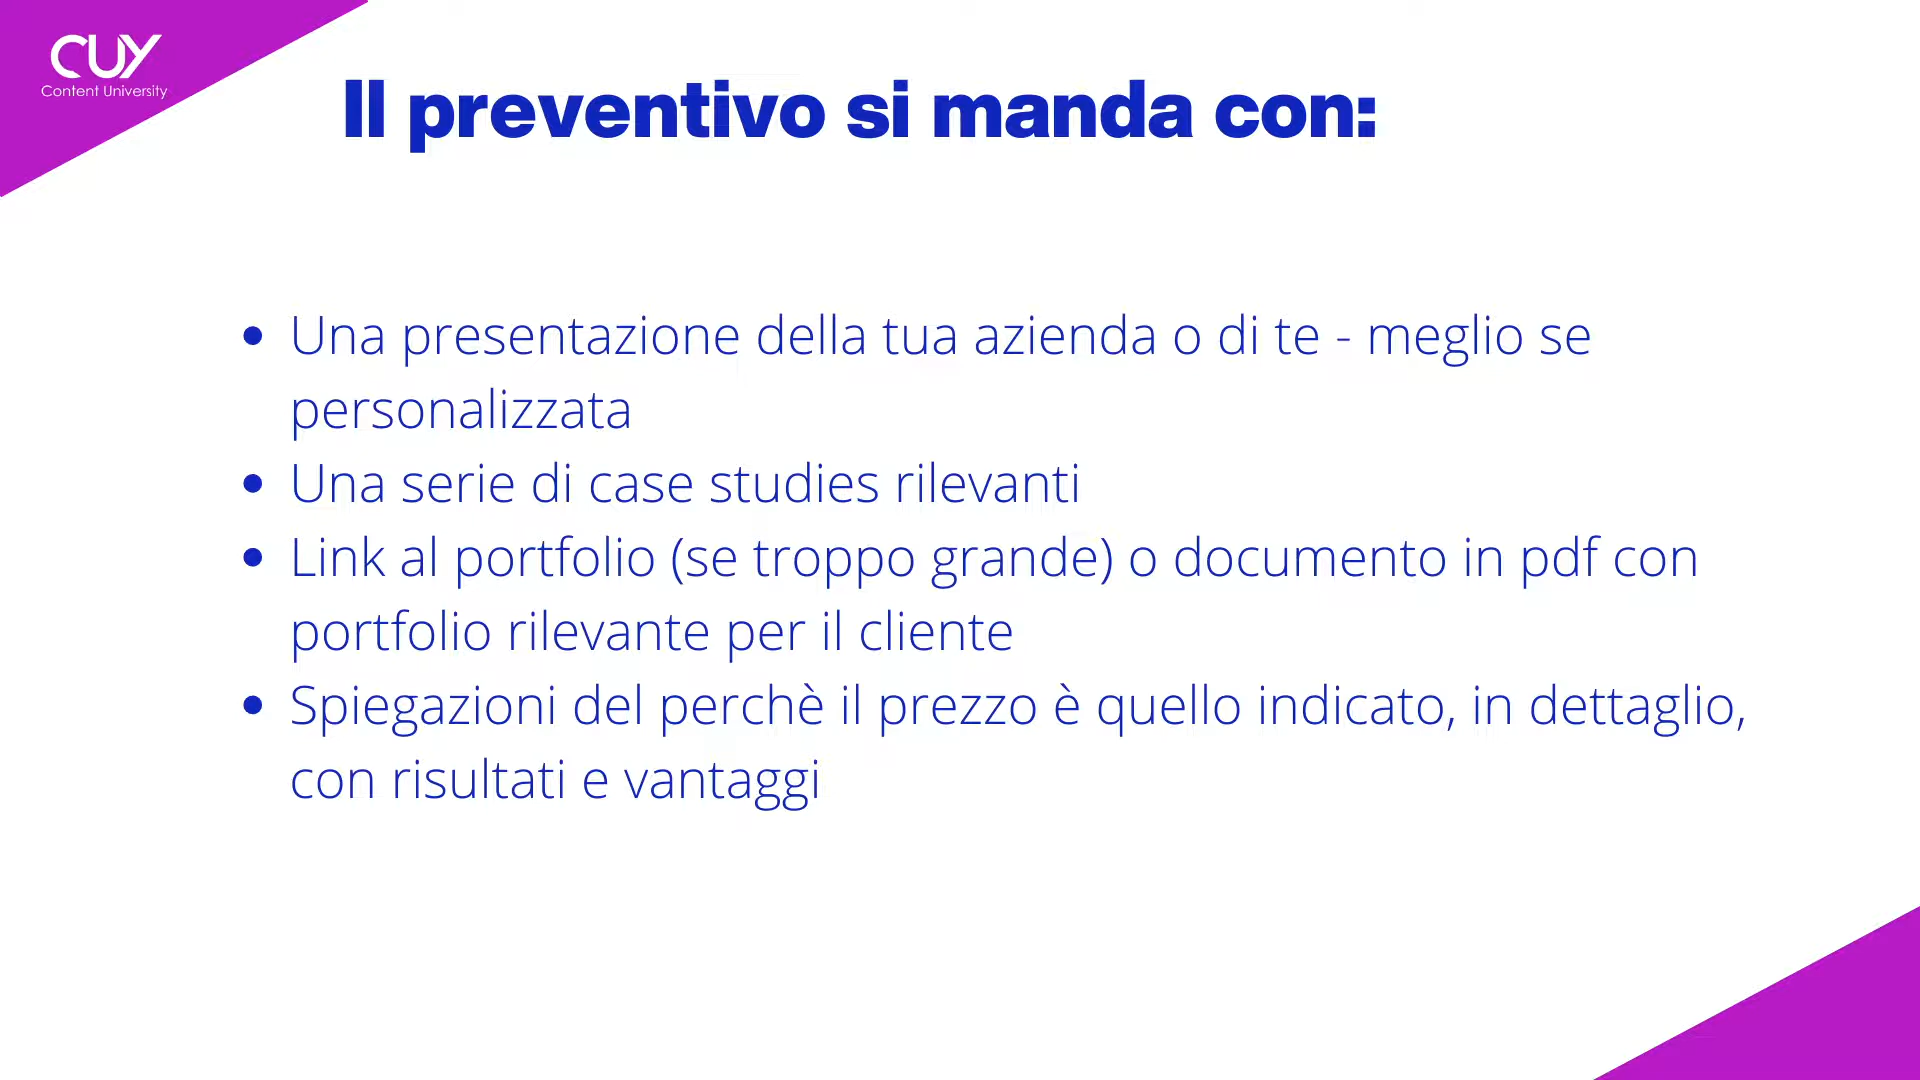 CUY
Content University
Il preventivo si manda con:
• Una presentazione della tua azienda o di te - meglio se
personalizzata
• Una serie di case studies rilevanti
• Link al portfolio (se troppo grande) o documento in pdf con
portfolio rilevante per il cliente
• Spiegazioni del perchè il prezzo è quello indicato, in dettaglio,
con risultati e vantaggi